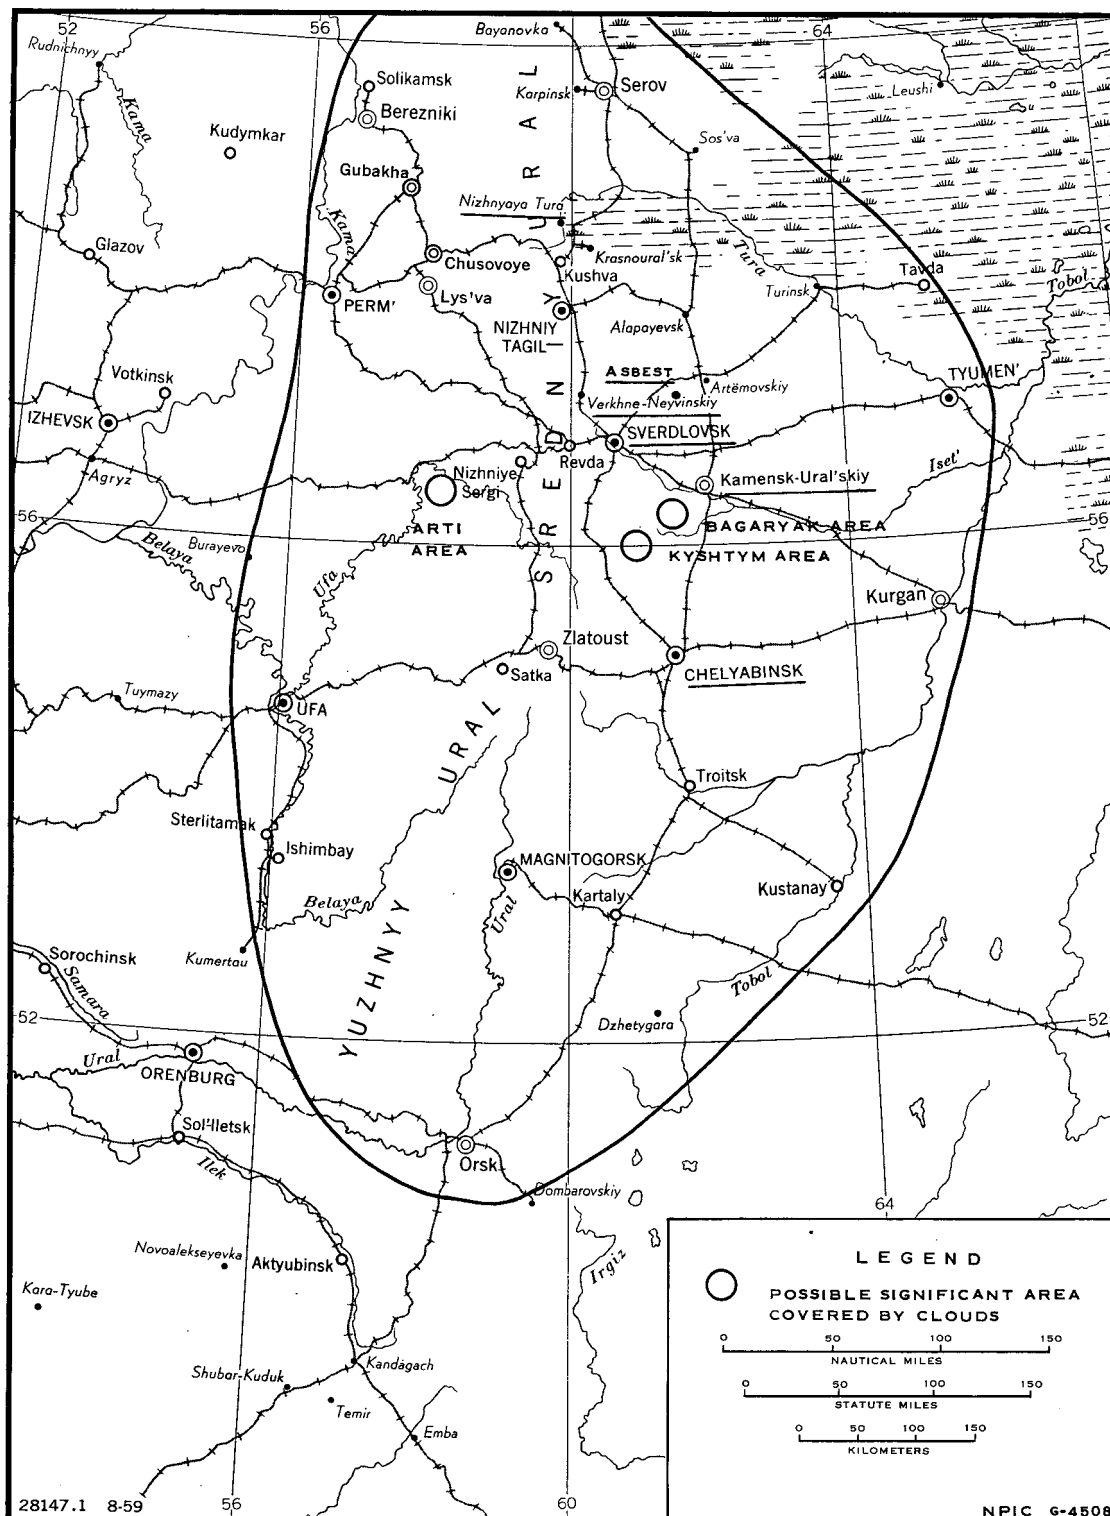 52
56
64
Rudnichnyy
Bayanovka
Solikamsk
Karpinsk
Serov
Leushi
Kama
Berezniki
Kudymkar
Sos'va
Gubakha
Nizhnyaya Tura
Kama
Glazov
Chusovoye
Krasnoural'sk
Kushva
Tura
Tavda
Tobol
PERM'
Lys'va
Turinsk
NIZHNIY
TAGIL
Alapayevsk
Votkinsk
ASBEST
Artëmovskiy
TYUMEN'
IZHEVSK
Verkhne-Neyvinskiy
SVERDLOVSK
Revda
Agryz
Nizhniye
Sergi
Kamensk-Ural'skiy
Iset'
56
ARTI
AREA
BAGARYAK AREA
56
KYSHTYM AREA
Belaya
Burayevo
Ufa
SREDNIY URAL
Kurgan
Zlatoust
Satka
CHELYABINSK
Tuymazy
UFA
Troitsk
Sterlitamak
Ishimbay
MAGNITOGORSK
Kustanay
Kartaly
Belaya
Ural
Kumertau
YUZHNYY URAL
Sorochinsk
Samara
Tobol
Dzhetygara
52
52
Ural
ORENBURG
Sol'-Iletsk
Ilek
Orsk
Dombarovskiy
64
Novoalekseyevka
Aktyubinsk
Irgiz
Kara-Tyube
Kandagach
Shubar-Kuduk
Temir
Emba
LEGEND
POSSIBLE SIGNIFICANT AREA
COVERED BY CLOUDS
0 50 100 150
NAUTICAL MILES
0 50 100 150
STATUTE MILES
0 50 100 150
KILOMETERS
28147.1 8-59
56
60
NPIC G-4508